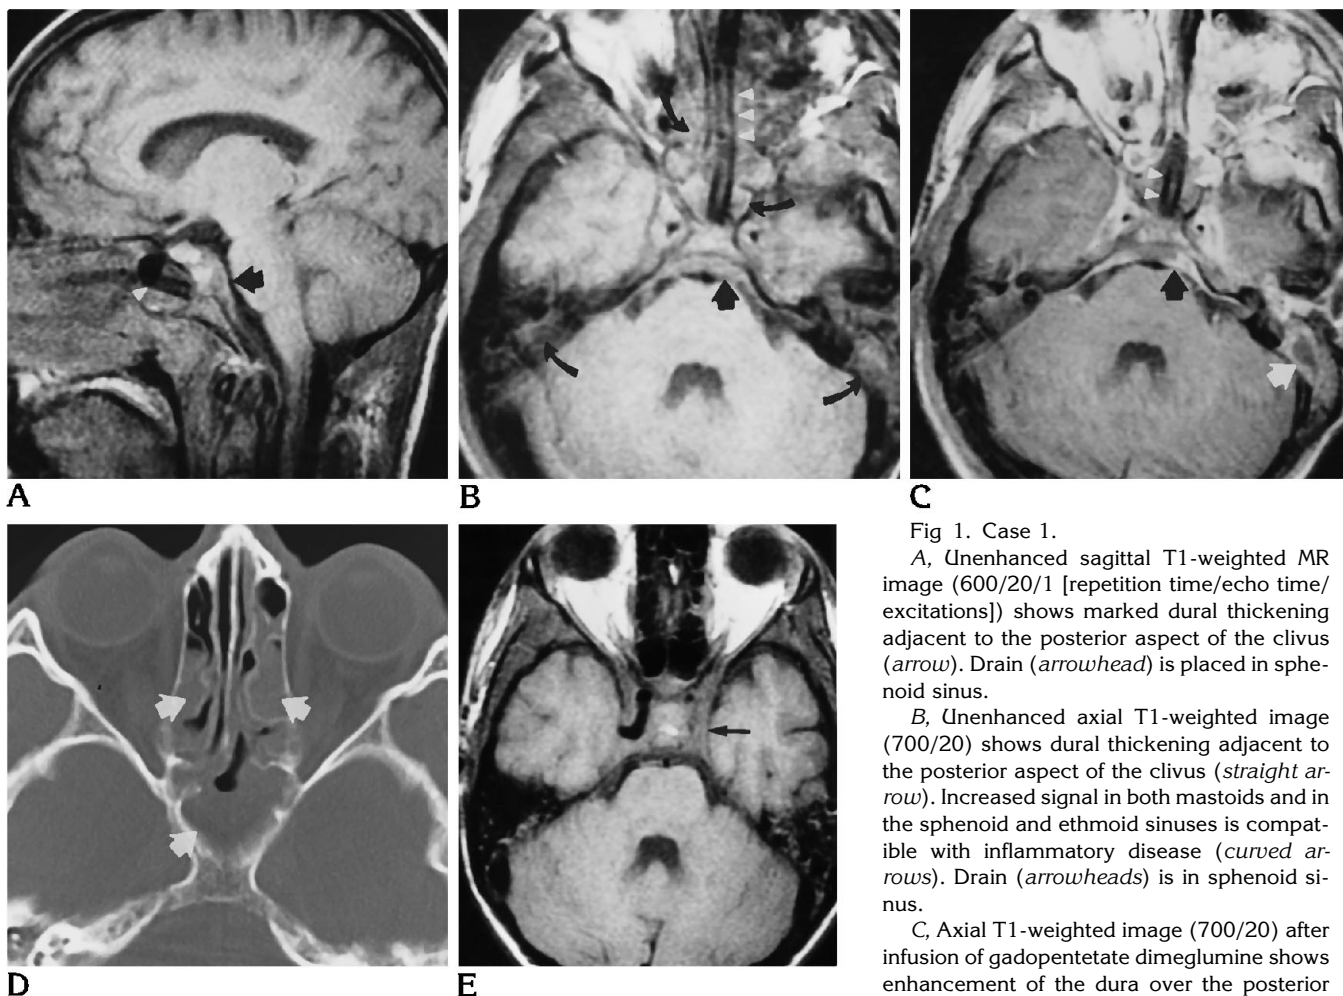 A
B
C
D
E
Fig 1. Case 1.
A, Unenhanced sagittal T1-weighted MR
image (600/20/1 [repetition time/echo time/
excitations]) shows marked dural thickening
adjacent to the posterior aspect of the clivus
(arrow). Drain (arrowhead) is placed in sphe-
noid sinus.
B, Unenhanced axial T1-weighted image
(700/20) shows dural thickening adjacent to
the posterior aspect of the clivus (straight ar-
row). Increased signal in both mastoids and in
the sphenoid and ethmoid sinuses is compat-
ible with inflammatory disease (curved ar-
rows). Drain (arrowheads) is in sphenoid si-
nus.
C, Axial T1-weighted image (700/20) after
infusion of gadopentetate dimeglumine shows
enhancement of the dura over the posterior